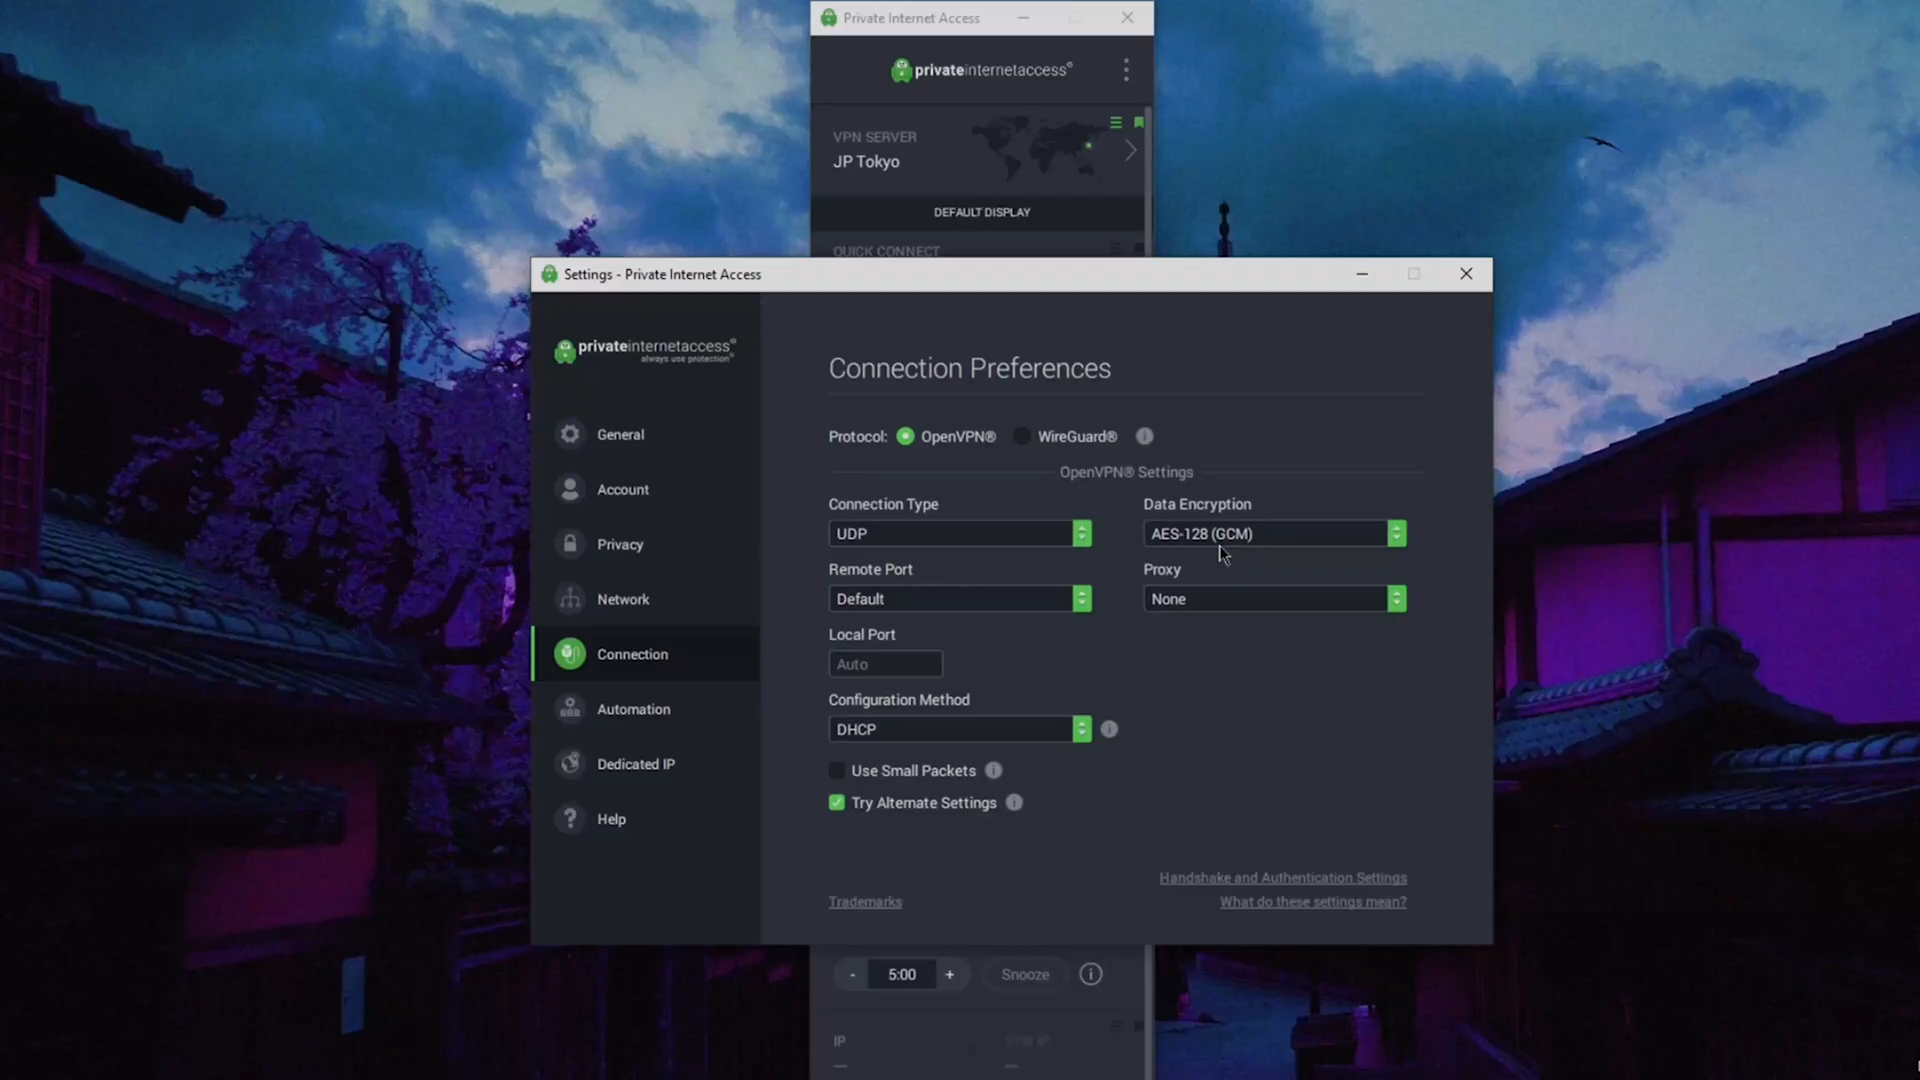 Private Internet Access
privateinternetaccess®
VPN SERVER
JP Tokyo
DEFAULT DISPLAY
QUICK CONNECT
Settings - Private Internet Access
privateinternetaccess®
always use protection®
General
Account
Privacy
Network
Connection
Automation
Dedicated IP
Help
Connection Preferences
Protocol: OpenVPN® WireGuard®
OpenVPN® Settings
Connection Type
UDP
Data Encryption
AES-128 (GCM)
Remote Port
Default
Proxy
None
Local Port
Auto
Configuration Method
DHCP
Use Small Packets
Try Alternate Settings
Handshake and Authentication Settings
Trademarks
What do these settings mean?
- 5:00 + Snooze
IP